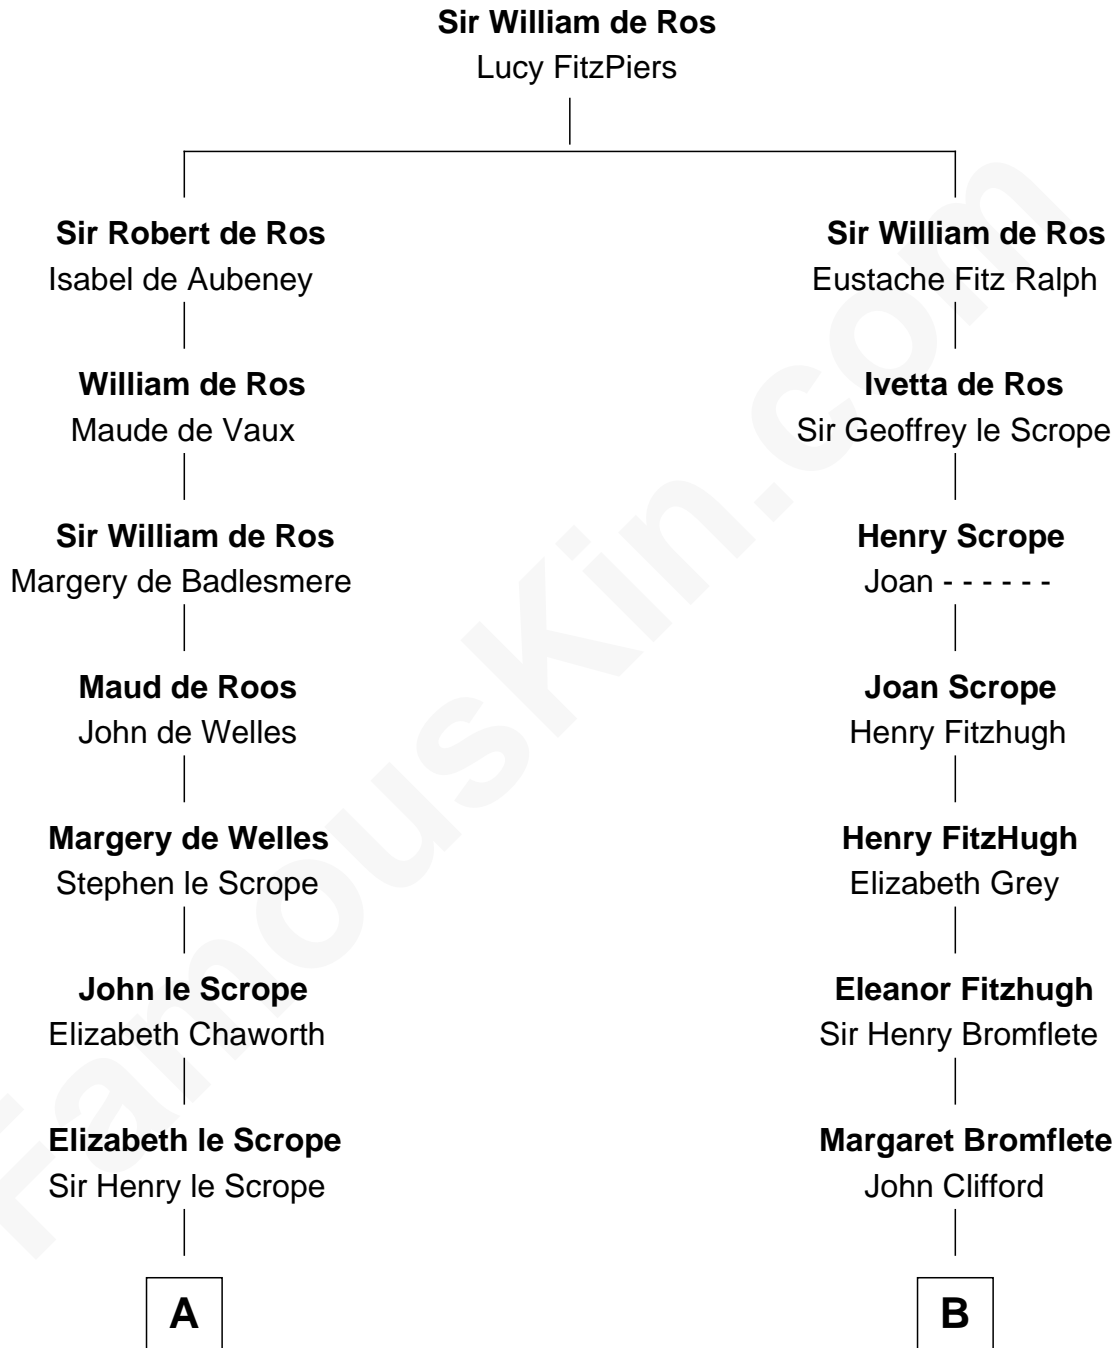 Sir William de Ros
Lucy FitzPiers
Sir Robert de Ros
Isabel de Aubeney
Sir William de Ros
Eustache Fitz Ralph
William de Ros
Maude de Vaux
Ivetta de Ros
Sir Geoffrey le Scrope
Sir William de Ros
Margery de Badlesmere
Henry Scrope
Joan - - - - - -
Maud de Roos
John de Welles
Joan Scrope
Henry Fitzhugh
Margery de Welles
Stephen le Scrope
Henry FitzHugh
Elizabeth Grey
John le Scrope
Elizabeth Chaworth
Eleanor Fitzhugh
Sir Henry Bromflete
Elizabeth le Scrope
Sir Henry le Scrope
Margaret Bromflete
John Clifford
A
B
FamousKin.com